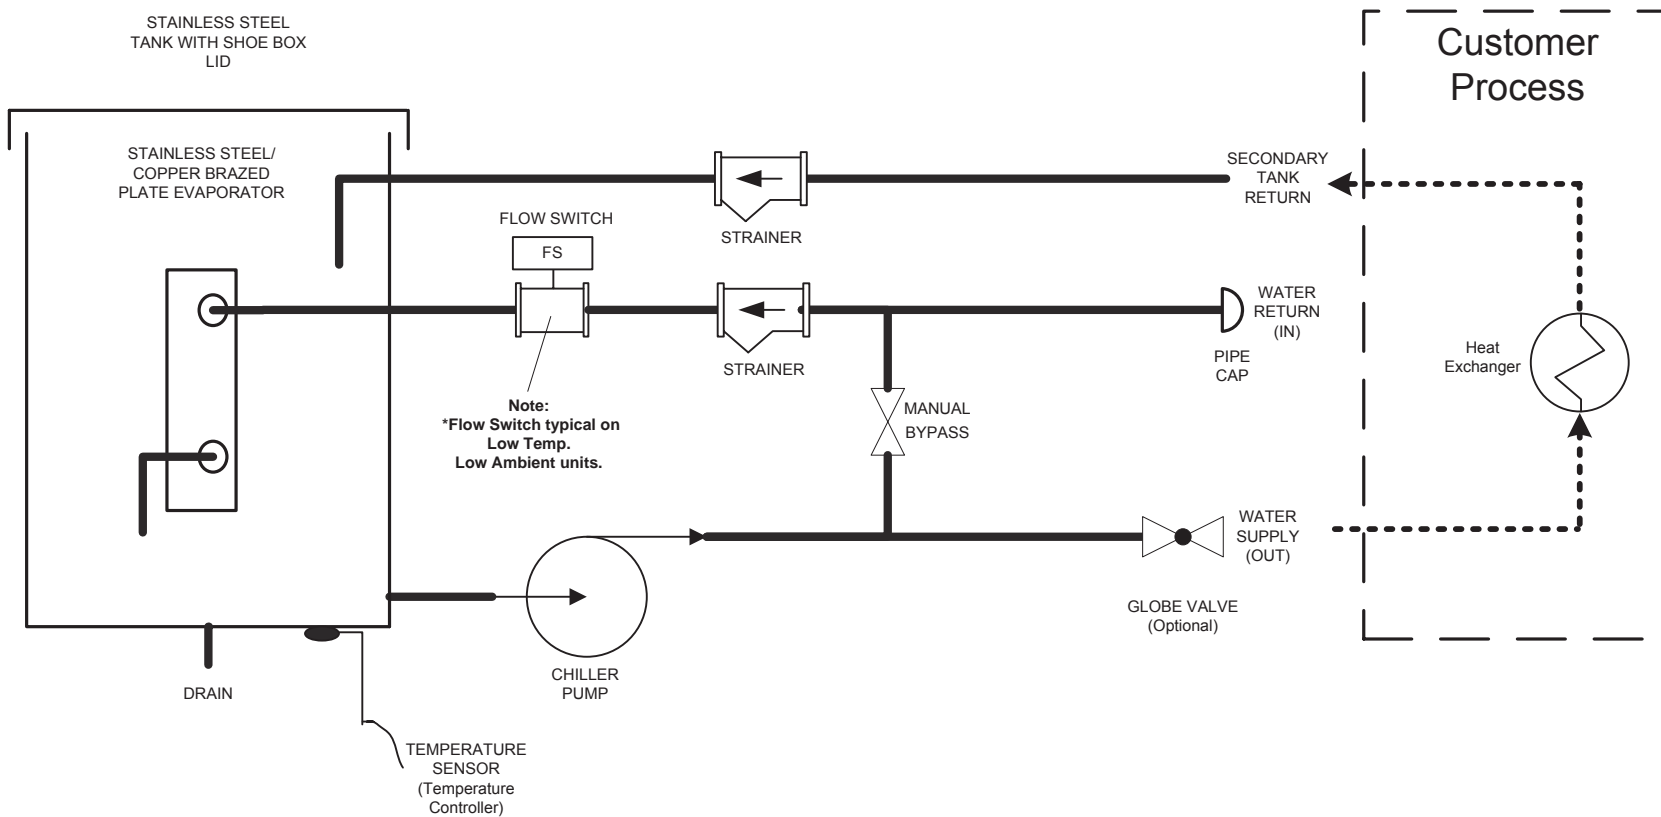 STAINLESS STEEL
TANK WITH SHOE BOX
LID
Customer
Process
STAINLESS STEEL/
COPPER BRAZED
PLATE EVAPORATOR
SECONDARY
TANK
RETURN
STRAINER
FLOW SWITCH
FS
WATER
RETURN
(IN)
PIPE
CAP
STRAINER
Heat
Exchanger
Note:
*Flow Switch typical on
Low Temp.
Low Ambient units.
MANUAL
BYPASS
WATER
SUPPLY
(OUT)
GLOBE VALVE
(Optional)
CHILLER
PUMP
DRAIN
TEMPERATURE
SENSOR
(Temperature
Controller)